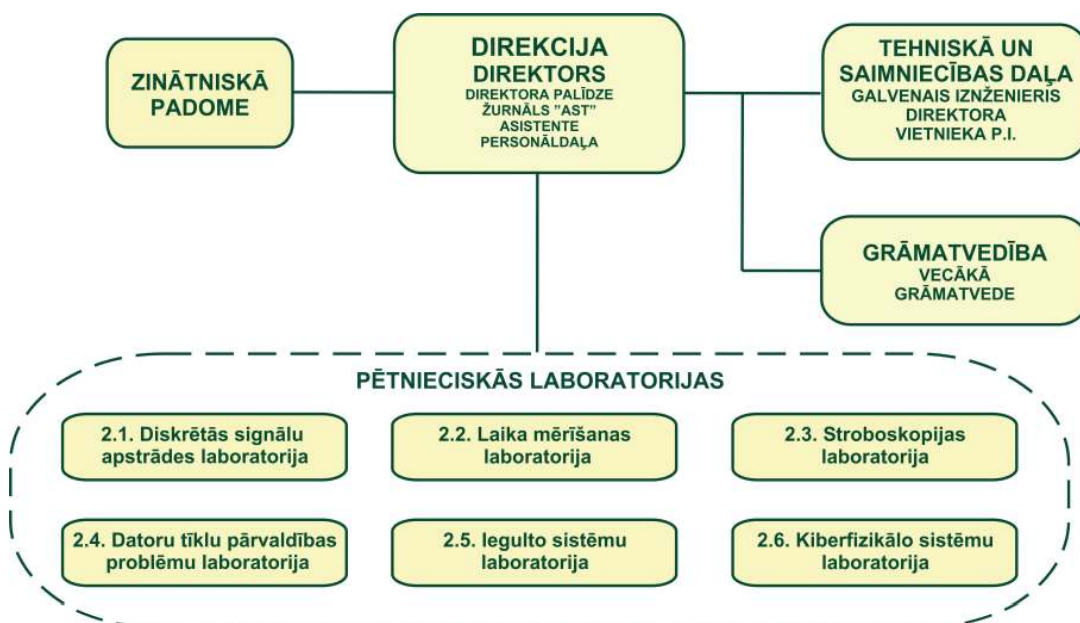 ZINĀTNISKĀ
PADOME
DIREKCIJA
DIREKTORS
DIREKTORA PALĪDZE
ŽURNĀLS "AST"
ASISTENTE
PERSONĀLDAĻA
TEHNISKĀ UN
SAIMNIECĪBAS DAĻA
GALVENAIS IZNŽENIERIS
DIREKTORA
VIETNIEKA P.I.
GRĀMATVEDĪBA
VECĀKĀ
GRĀMATVEDE
PĒTNIECISKĀS LABORATORIJAS
2.1. Diskrētās signālu
apstrādes laboratorija
2.2. Laika mērīšanas
laboratorija
2.3. Stroboskopijas
laboratorija
2.4. Datoru tīklu pārvaldības
problēmu laboratorija
2.5. Iegulto sistēmu
laboratorija
2.6. Kiberfizikālo sistēmu
laboratorija